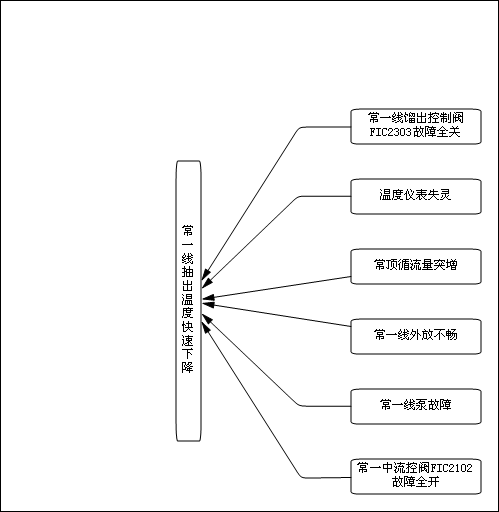 常一线馏出控制阀
FIC2303故障全关
温度仪表失灵
常顶循流量突增
常一线抽出温度快速下降
常一线外放不畅
常一线泵故障
常一中流控阀FIC2102
故障全开